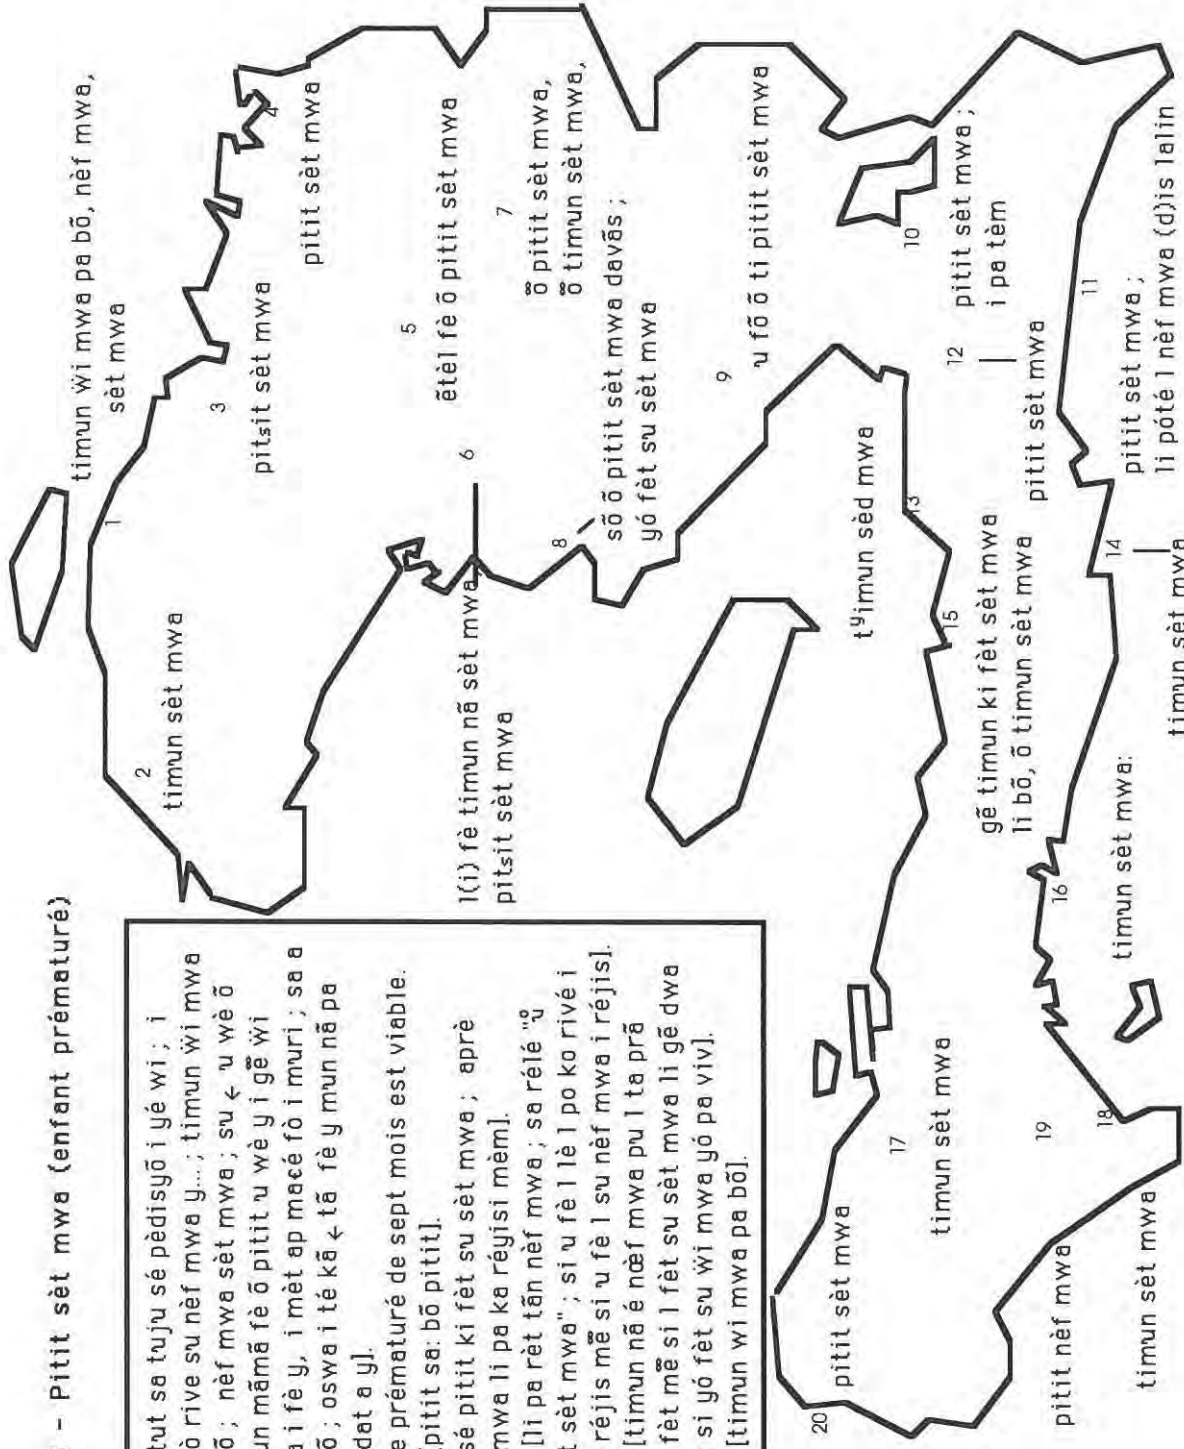 - Pitit sèt mwa (enfant prématuré)
tut sa tuju sé pèdisyõ i yé wi ; i
rive su nèf mwa y... ; timun ẅi mwa
õ ; nèf mwa sèt mwa ; su ← u wè õ
un mãmã fè õ pitit u wè y i gẽ ẅi
i fè y, i mèt ap maɛé fò i muri ; sa a
õ ; oswa i té kã ← tã fè y mun nã pa
dat a y].
e prématuré de sept mois est viable.
[pitit sa: bõ pitit].
sé pitit ki fèt su sèt mwa ; aprè
mwa li pa ka réyisi mèm].
[li pa rèt tãn nèf mwa ; sa rélé "ů
t sèt mwa" ; si u fè l lè l po ko rivé i
réjis mẽ si u fè l su nèf mwa i réjis].
[timun nã é nœf mwa pu l ta prã
fèt mẽ si l fèt su sèt mwa li gẽ dwa
si yó fèt su ẅi mwa yó pa viv].
[timun wi mwa pa bõ].
timun ẅi mwa pa bõ, nèf mwa,
sèt mwa
1
2
timun sèt mwa
3
pitsit sèt mwa
4
pitit sèt mwa
5
ẽtèl fè õ pitit sèt mwa
6
l(i) fè timun nã sèt mwa,
pitsit sèt mwa
7
õ pitit sèt mwa,
õ timun sèt mwa,
8
sõ õ pitit sèt mwa davãs ;
yó fèt su sèt mwa
9
u fõ õ ti pitit sèt mwa
10
pitit sèt mwa ;
i pa tèm
11
pitit sèt mwa ;
li póté l nèf mwa (d)is lalin
12
pitit sèt mwa
13
tʸimun sèd mwa
14
timun sèt mwa
15
gẽ timun ki fèt sèt mwa
li bõ, õ timun sèt mwa
16
timun sèt mwa:
17
timun sèt mwa
18
timun sèt mwa
19
pitit nèf mwa
20
pitit sèt mwa